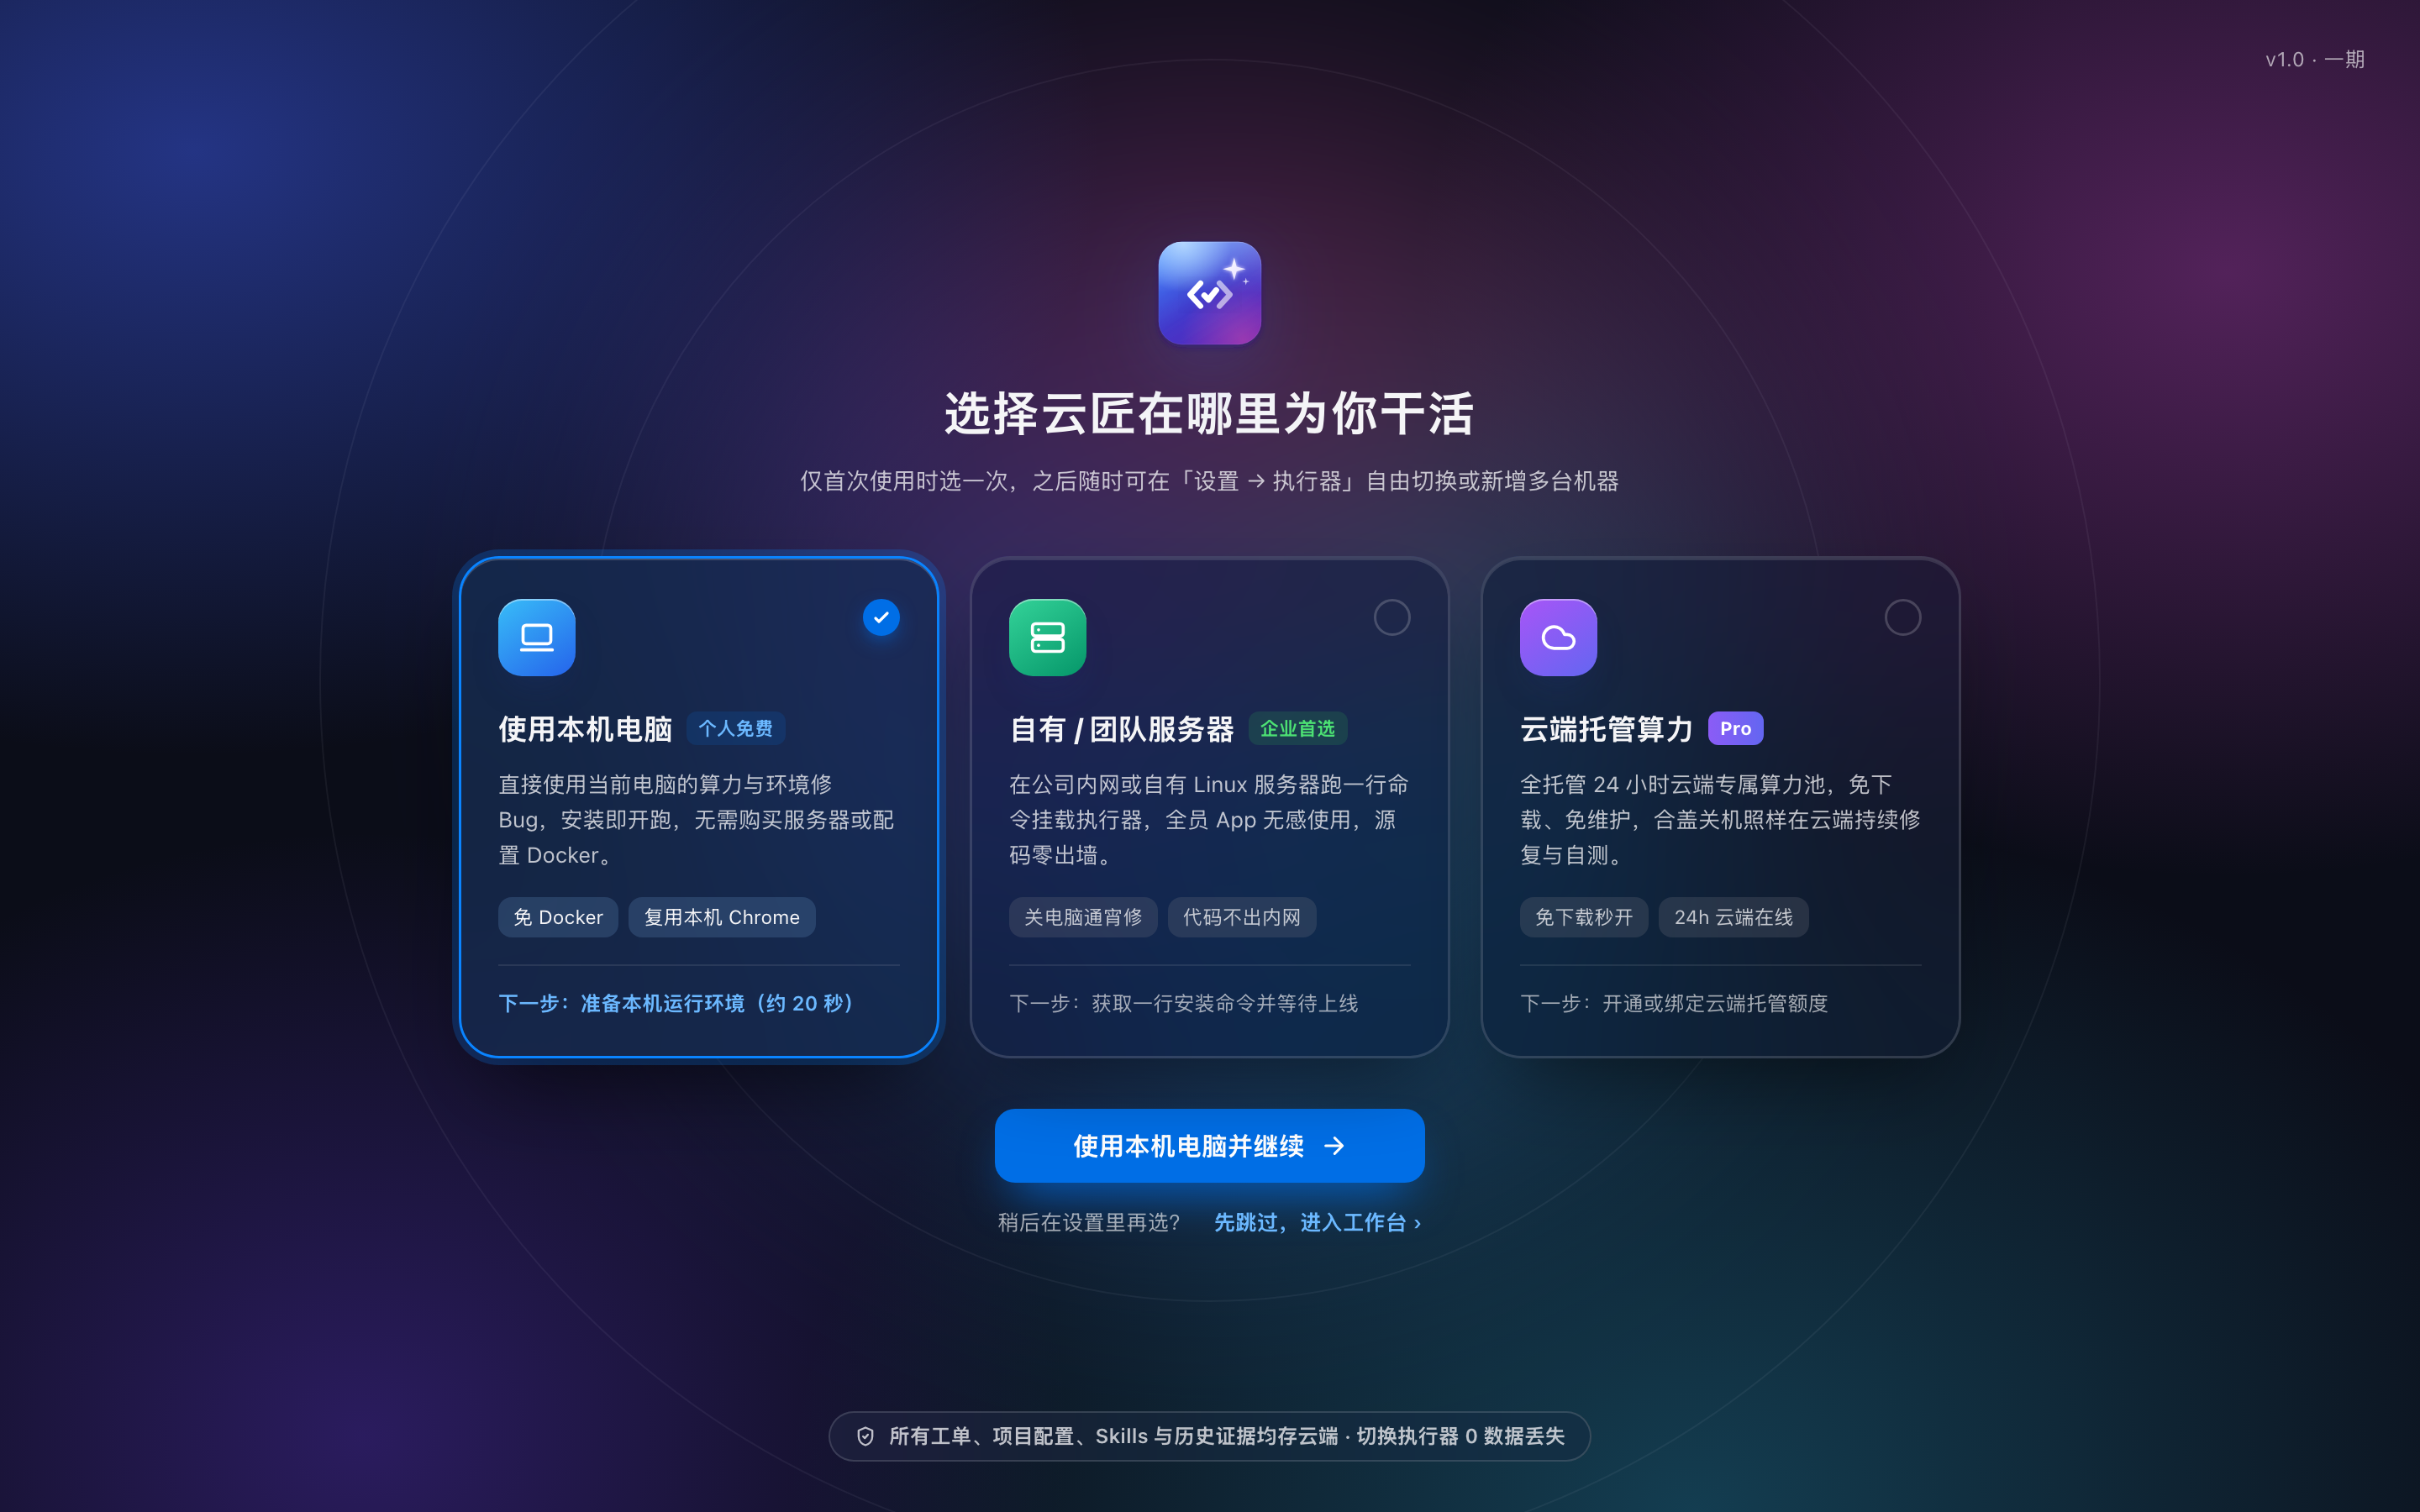 v1.0 · 一期
选择云匠在哪里为你干活
仅首次使用时选一次，之后随时可在「设置 → 执行器」自由切换或新增多台机器
使用本机电脑 个人免费
直接使用当前电脑的算力与环境修
Bug，安装即开跑，无需购买服务器或配
置 Docker。
免 Docker 复用本机 Chrome
下一步：准备本机运行环境（约 20 秒）
自有 / 团队服务器 企业首选
在公司内网或自有 Linux 服务器跑一行命
令挂载执行器，全员 App 无感使用，源
码零出墙。
关电脑通宵修 代码不出内网
下一步：获取一行安装命令并等待上线
云端托管算力 Pro
全托管 24 小时云端专属算力池，免下
载、免维护，合盖关机照样在云端持续修
复与自测。
免下载秒开 24h 云端在线
下一步：开通或绑定云端托管额度
使用本机电脑并继续 →
稍后在设置里再选？ 先跳过，进入工作台 ›
所有工单、项目配置、Skills 与历史证据均存云端 · 切换执行器 0 数据丢失